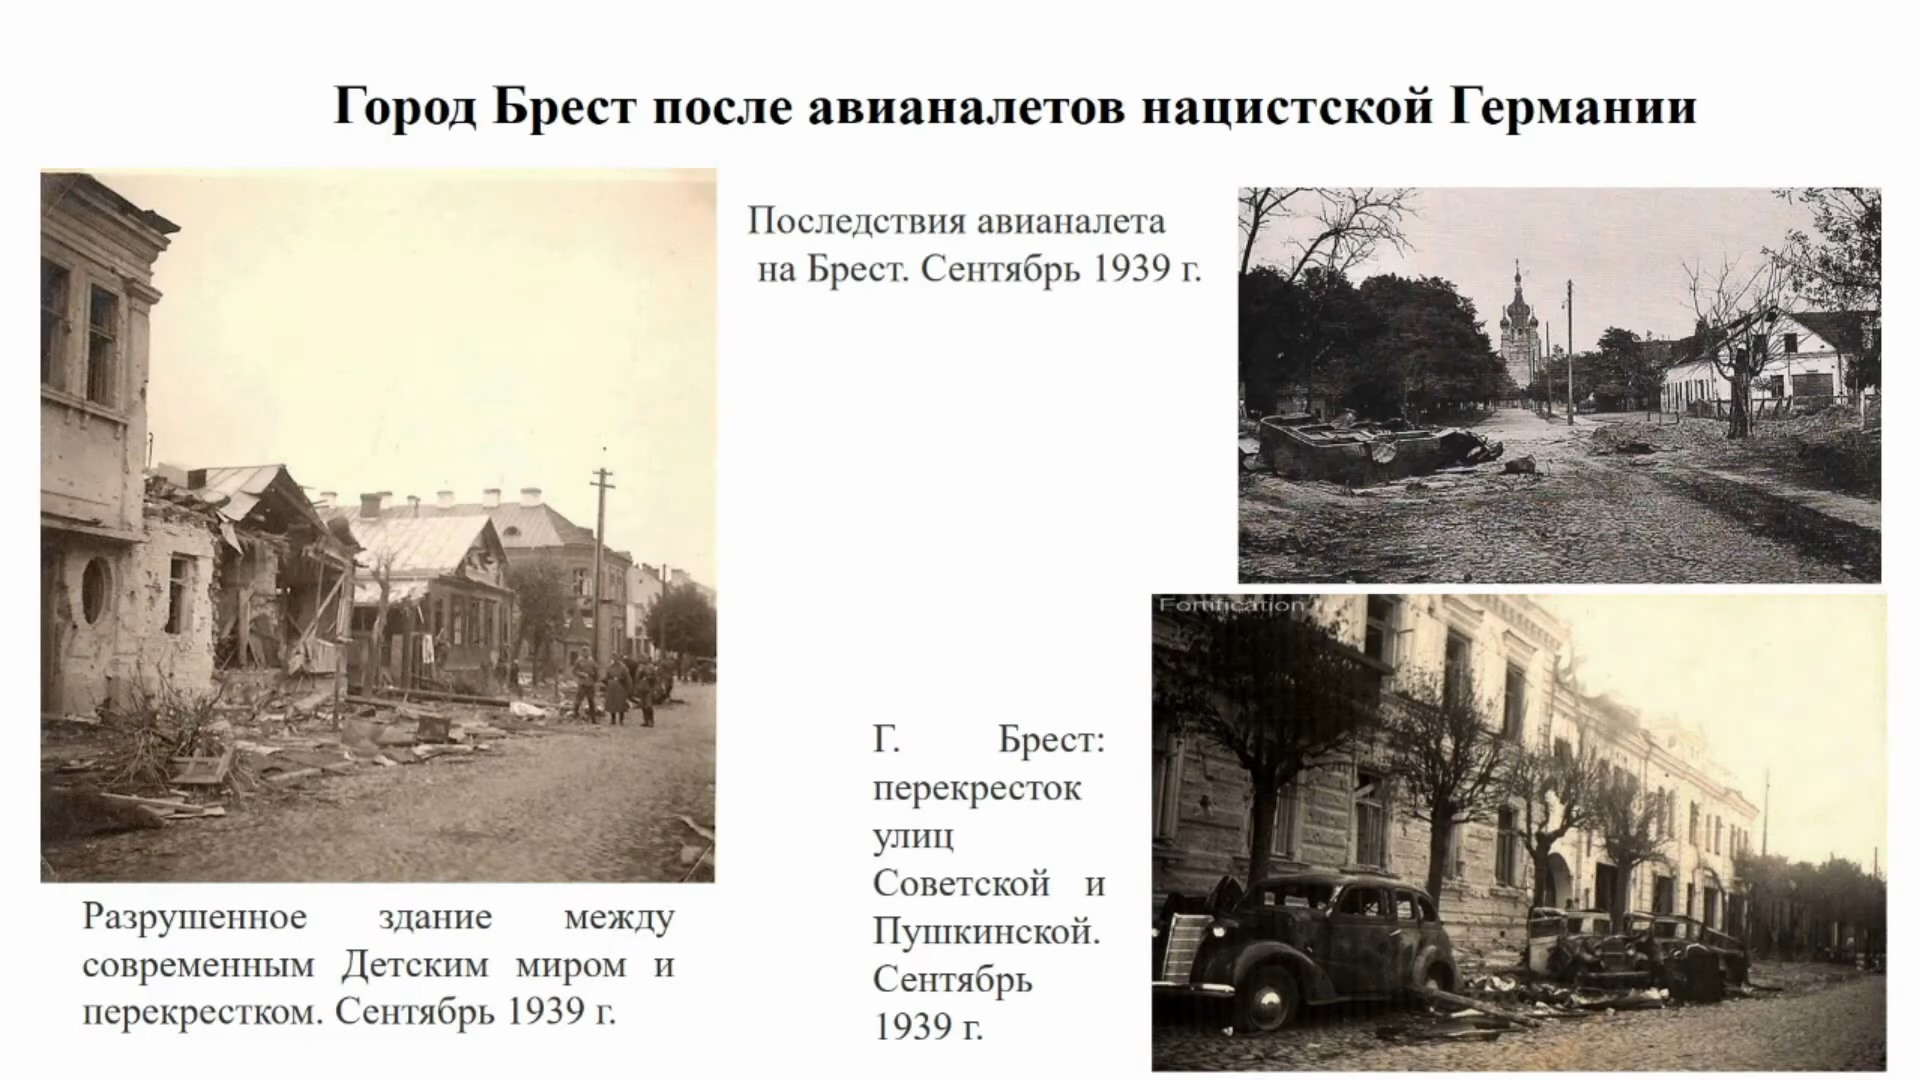 Город Брест после авианалетов нацистской Германии
Последствия авианалета
на Брест. Сентябрь 1939 г.
Разрушенное здание между
современным Детским миром и
перекрестком. Сентябрь 1939 г.
Fortification
Г. Брест:
перекресток
улиц
Советской и
Пушкинской.
Сентябрь
1939 г.